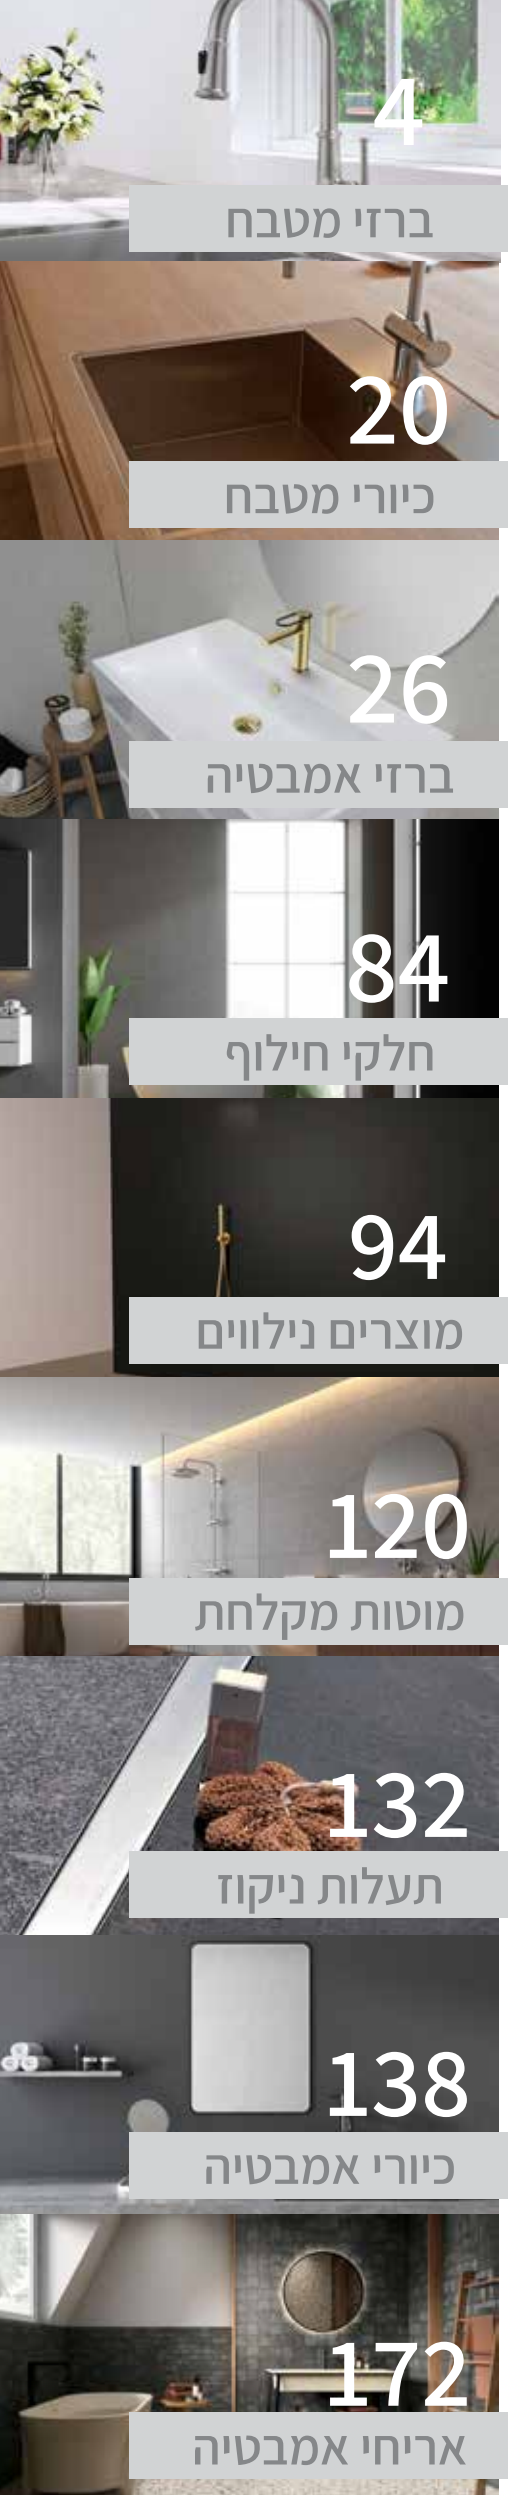 4
ברזי מטבח
20
כיורי מטבח
26
ברזי אמבטיה
84
חלקי חילוף
94
מוצרים נילווים
120
מוטות מקלחת
132
תעלות ניקוז
138
כיורי אמבטיה
172
אריחי אמבטיה